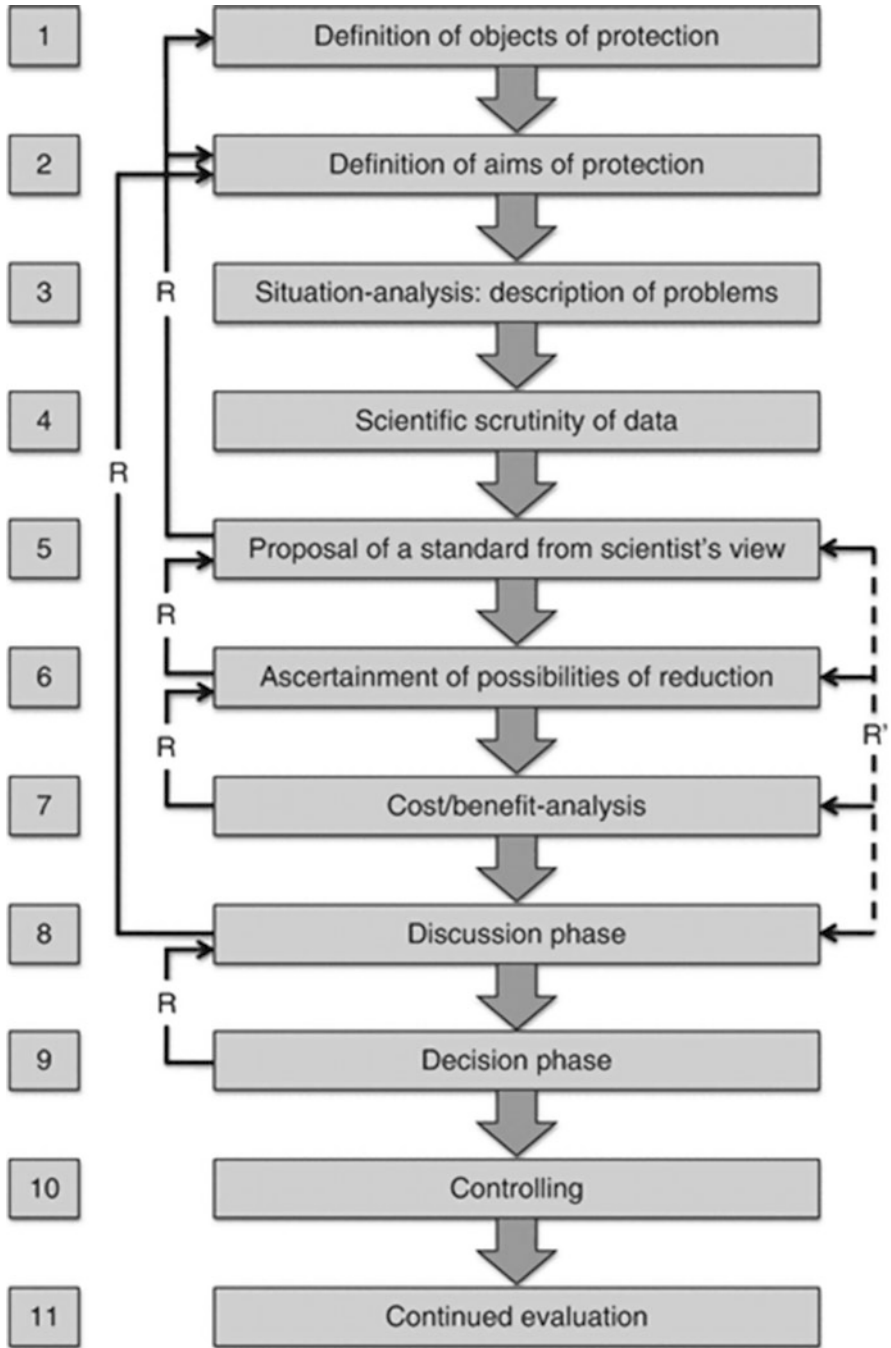 1
Definition of objects of protection
2
Definition of aims of protection
3
R
Situation-analysis: description of problems
4
Scientific scrutinity of data
R
5
Proposal of a standard from scientist's view
R
6
Ascertainment of possibilities of reduction
R
R'
7
Cost/benefit-analysis
8
Discussion phase
R
9
Decision phase
10
Controlling
11
Continued evaluation